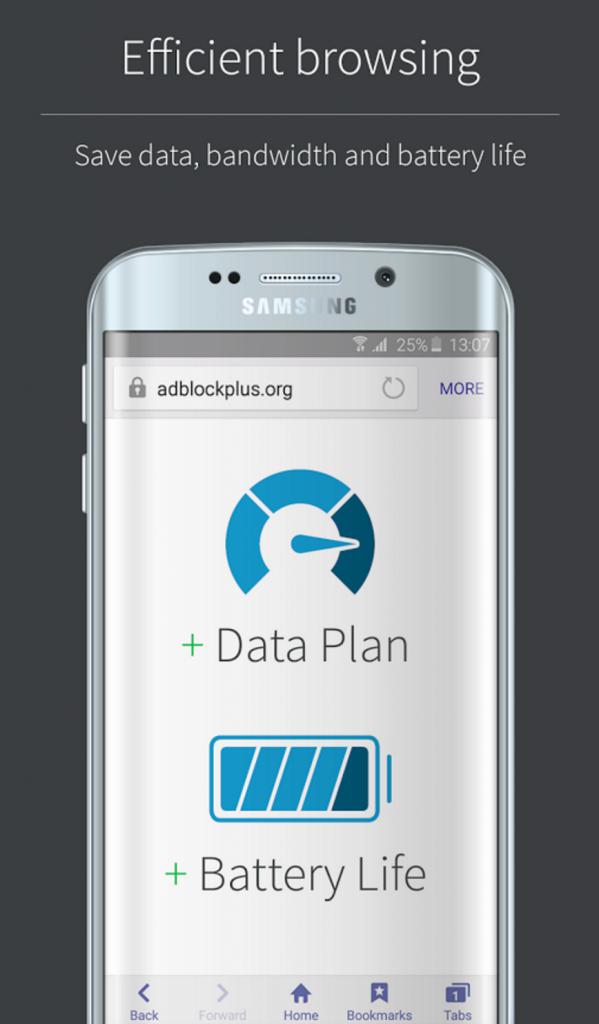 Efficient browsing
Save data, bandwidth and battery life
SAMSUNG
25% 13:07
adblockplus.org MORE
+ Data Plan
+ Battery Life
1
Back Forward Home Bookmarks Tabs